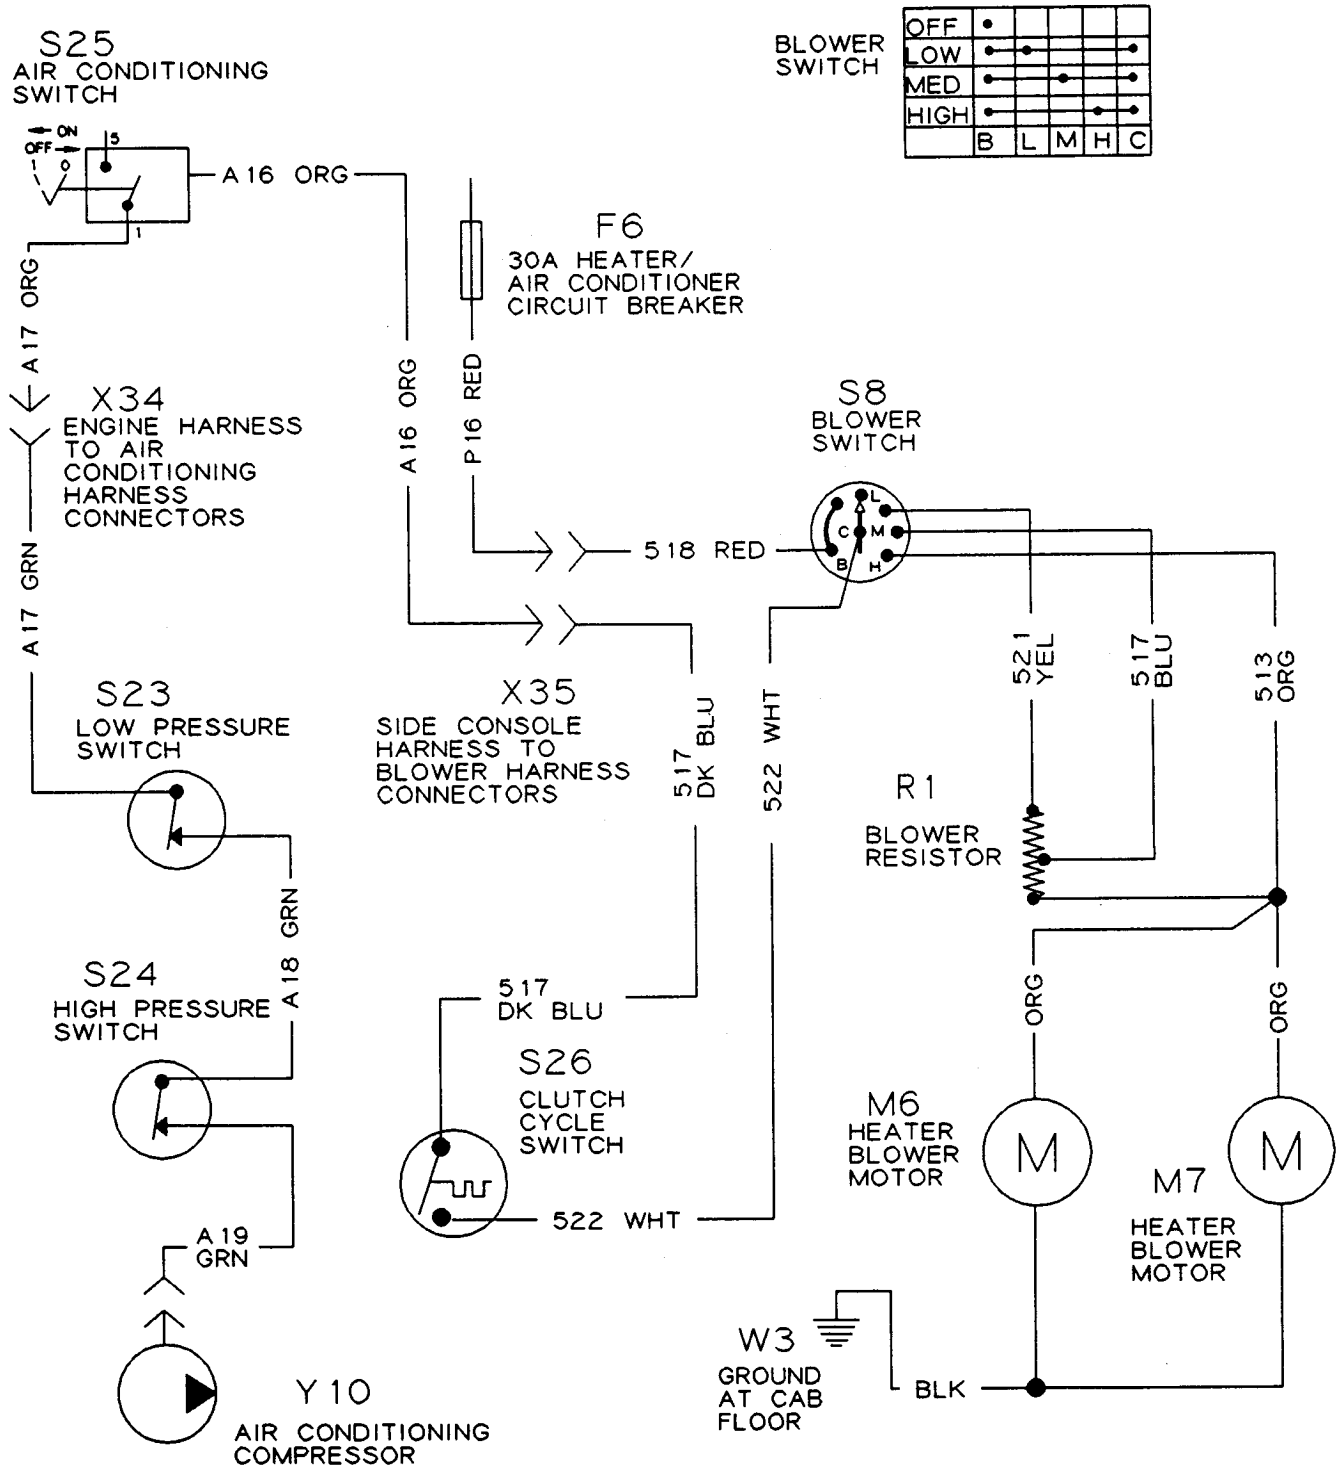 S25
AIR CONDITIONING
SWITCH
ON
OFF
0
5
1
A16 ORG
BLOWER
SWITCH
OFF
LOW
MED
HIGH
B L M H C
F6
30A HEATER/
AIR CONDITIONER
CIRCUIT BREAKER
A17 ORG
A16 ORG
P16 RED
X34
ENGINE HARNESS
TO AIR
CONDITIONING
HARNESS
CONNECTORS
S8
BLOWER
SWITCH
L
C M
B H
518 RED
A17 GRN
521
YEL
517
BLU
513
ORG
S23
LOW PRESSURE
SWITCH
X35
SIDE CONSOLE
HARNESS TO
BLOWER HARNESS
CONNECTORS
517
DK BLU
522 WHT
R1
BLOWER
RESISTOR
A18 GRN
S24
HIGH PRESSURE
SWITCH
517
DK BLU
S26
CLUTCH
CYCLE
SWITCH
522 WHT
ORG
ORG
M6
HEATER
BLOWER
MOTOR
M
M
M7
HEATER
BLOWER
MOTOR
A19
GRN
W3
GROUND
AT CAB
FLOOR
BLK
Y10
AIR CONDITIONING
COMPRESSOR